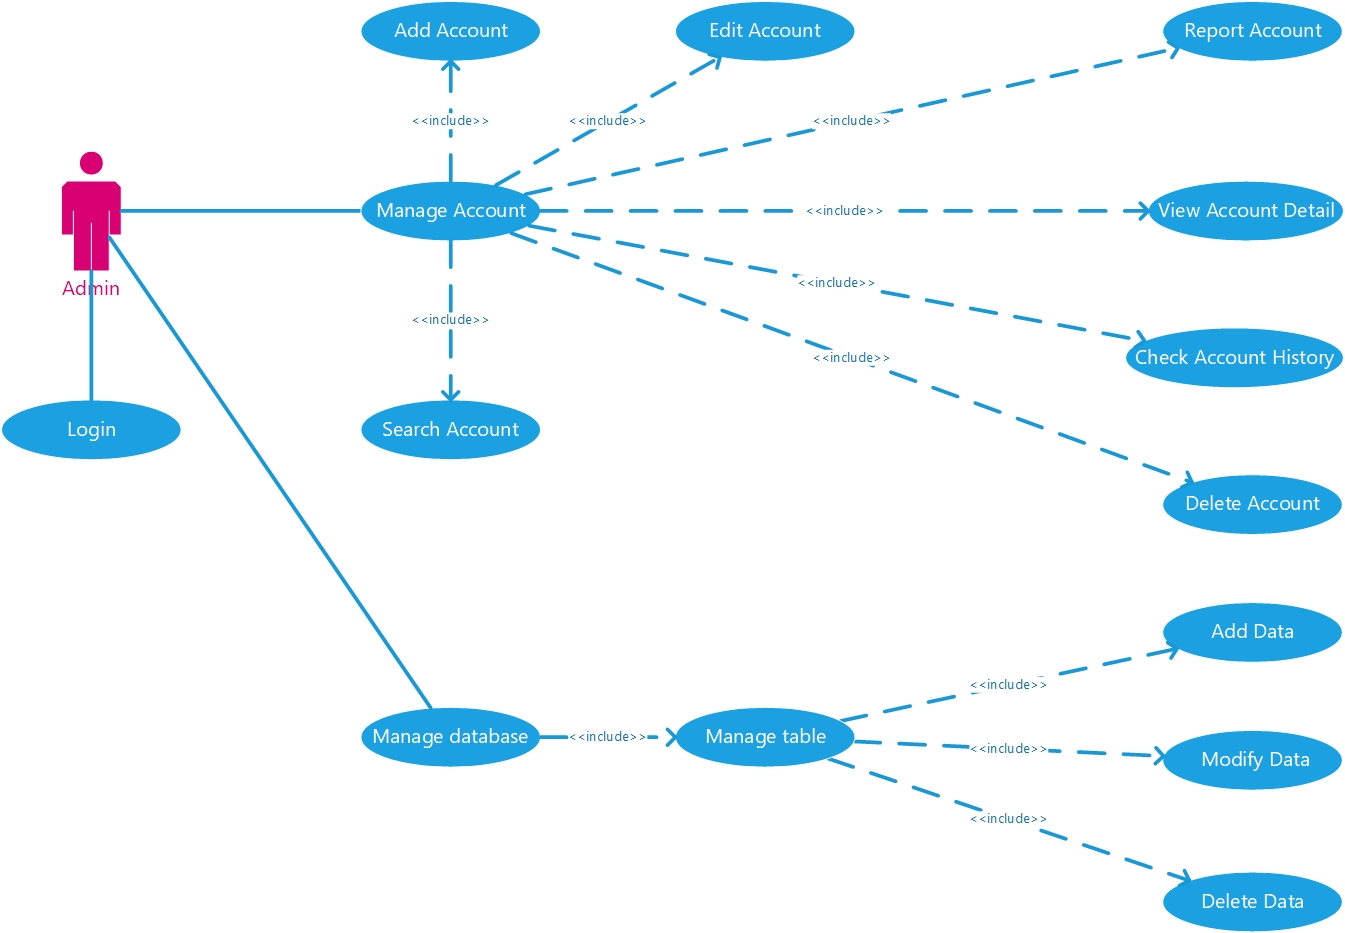 Add Account
Edit Account
Report Account
<<include>>
<<include>>
<<include>>
Admin
Manage Account
<<include>>
View Account Detail
<<include>>
<<include>>
<<include>>
Check Account History
Login
Search Account
Delete Account
Add Data
<<include>>
Manage database
<<include>>
Manage table
<<include>>
Modify Data
<<include>>
Delete Data